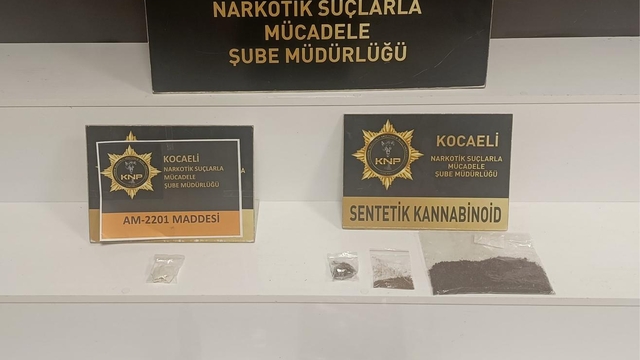 NARKOTİK SUÇLARLA
MÜCADELE
ŞUBE MÜDÜRLÜĞÜ
KNP
KOCAELİ
NARKOTİK SUÇLARLA
MÜCADELE
ŞUBE MÜDÜRLÜĞÜ
AM-2201 MADDESİ
KNP
KOCAELİ
NARKOTİK SUÇLARLA
MÜCADELE
ŞUBE MÜDÜRLÜĞÜ
SENTETİK KANNABİNOİD